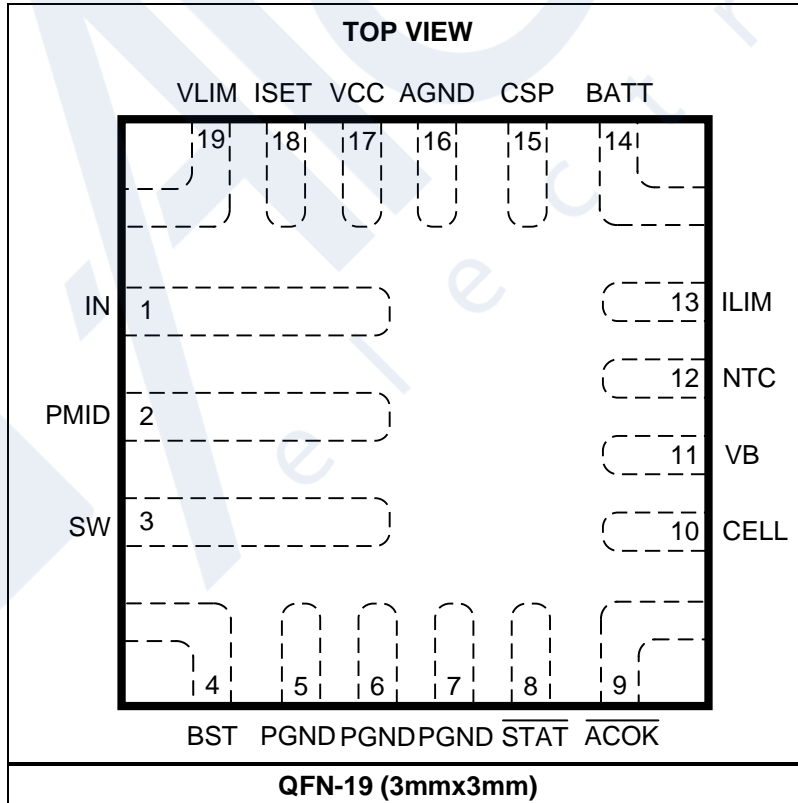 TOP VIEW
VLIM ISET VCC AGND CSP BATT
19 18 17 16 15 14
IN 1
13 ILIM
12 NTC
PMID 2
11 VB
SW 3
10 CELL
4 5 6 7 8 9
BST PGND PGND PGND S̅T̅A̅T̅ A̅C̅O̅K̅
QFN-19 (3mmx3mm)
e l e c t r